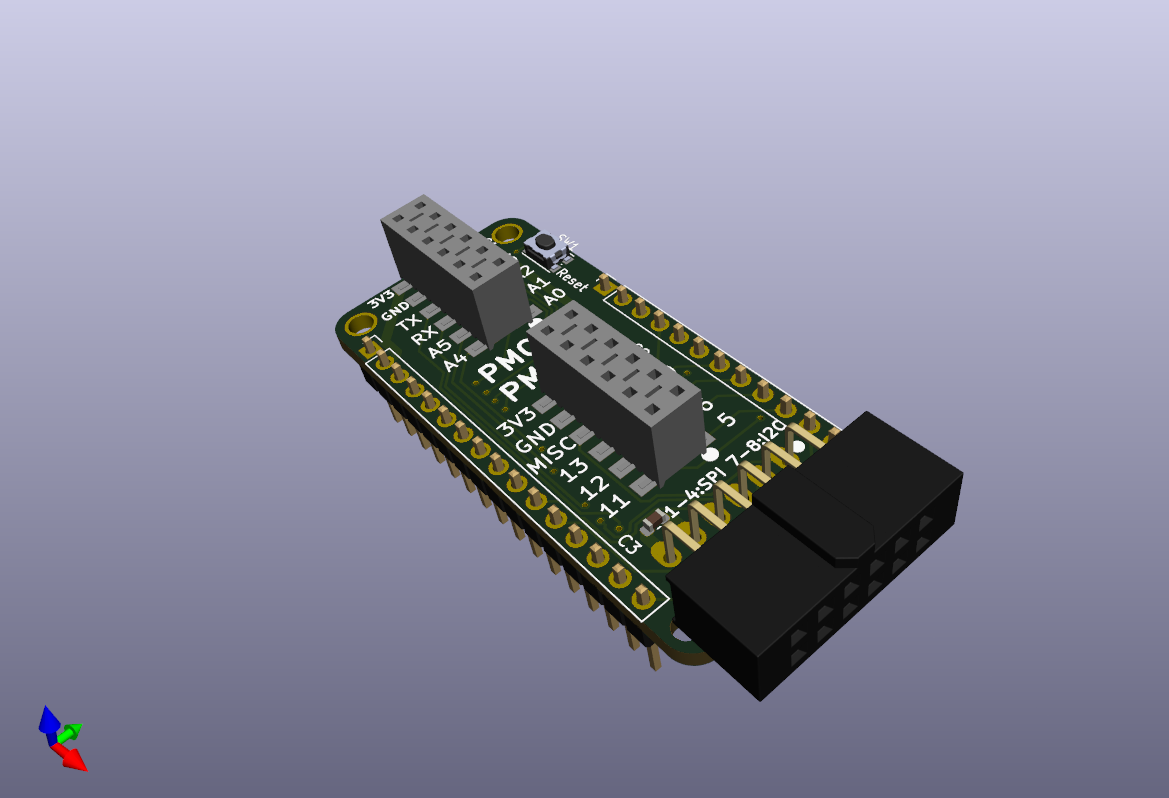 SW1
Reset
A1
A0
3V3
GND
TX
RX
A5
A4
3V3
GND
MISC
13
12
11
5
1-4:SPI 7-8:I2C
C3